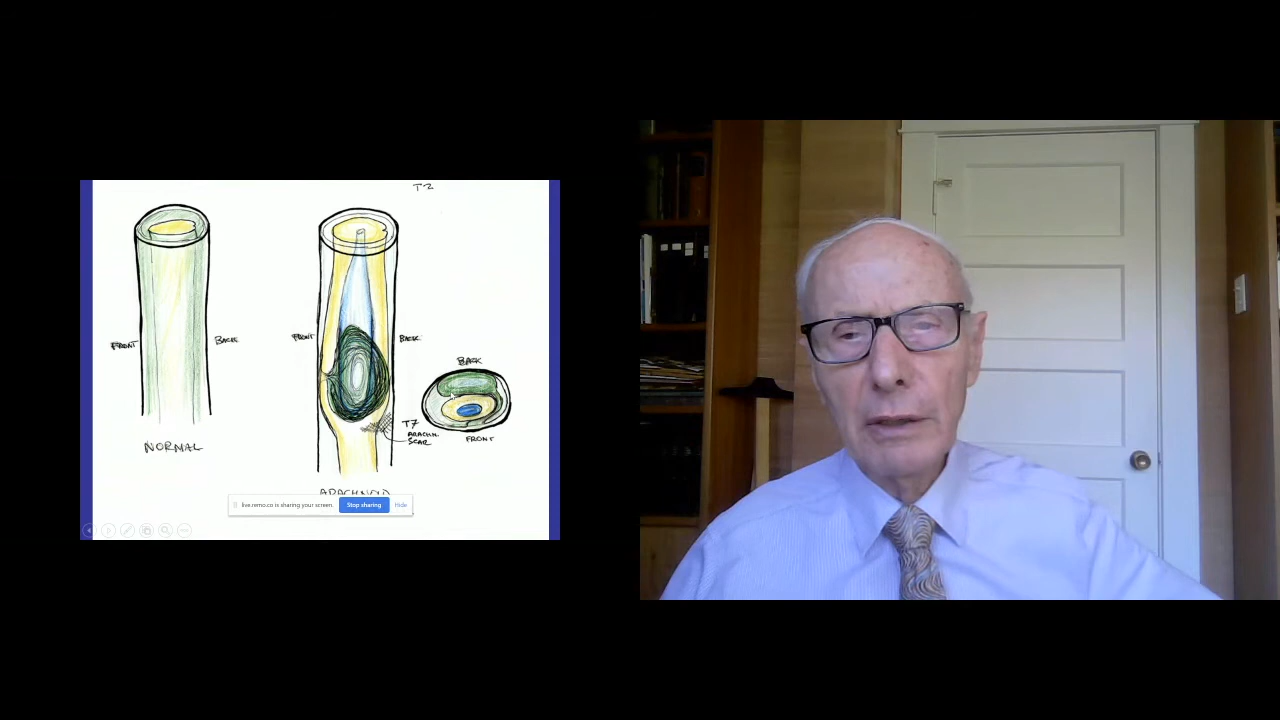 T2
FRONT
BACK
FRONT
BACK
BACK
T7
ARACHN.
SCAR
FRONT
NORMAL
ARACHNOID
live.remo.co is sharing your screen.
Stop sharing
Hide